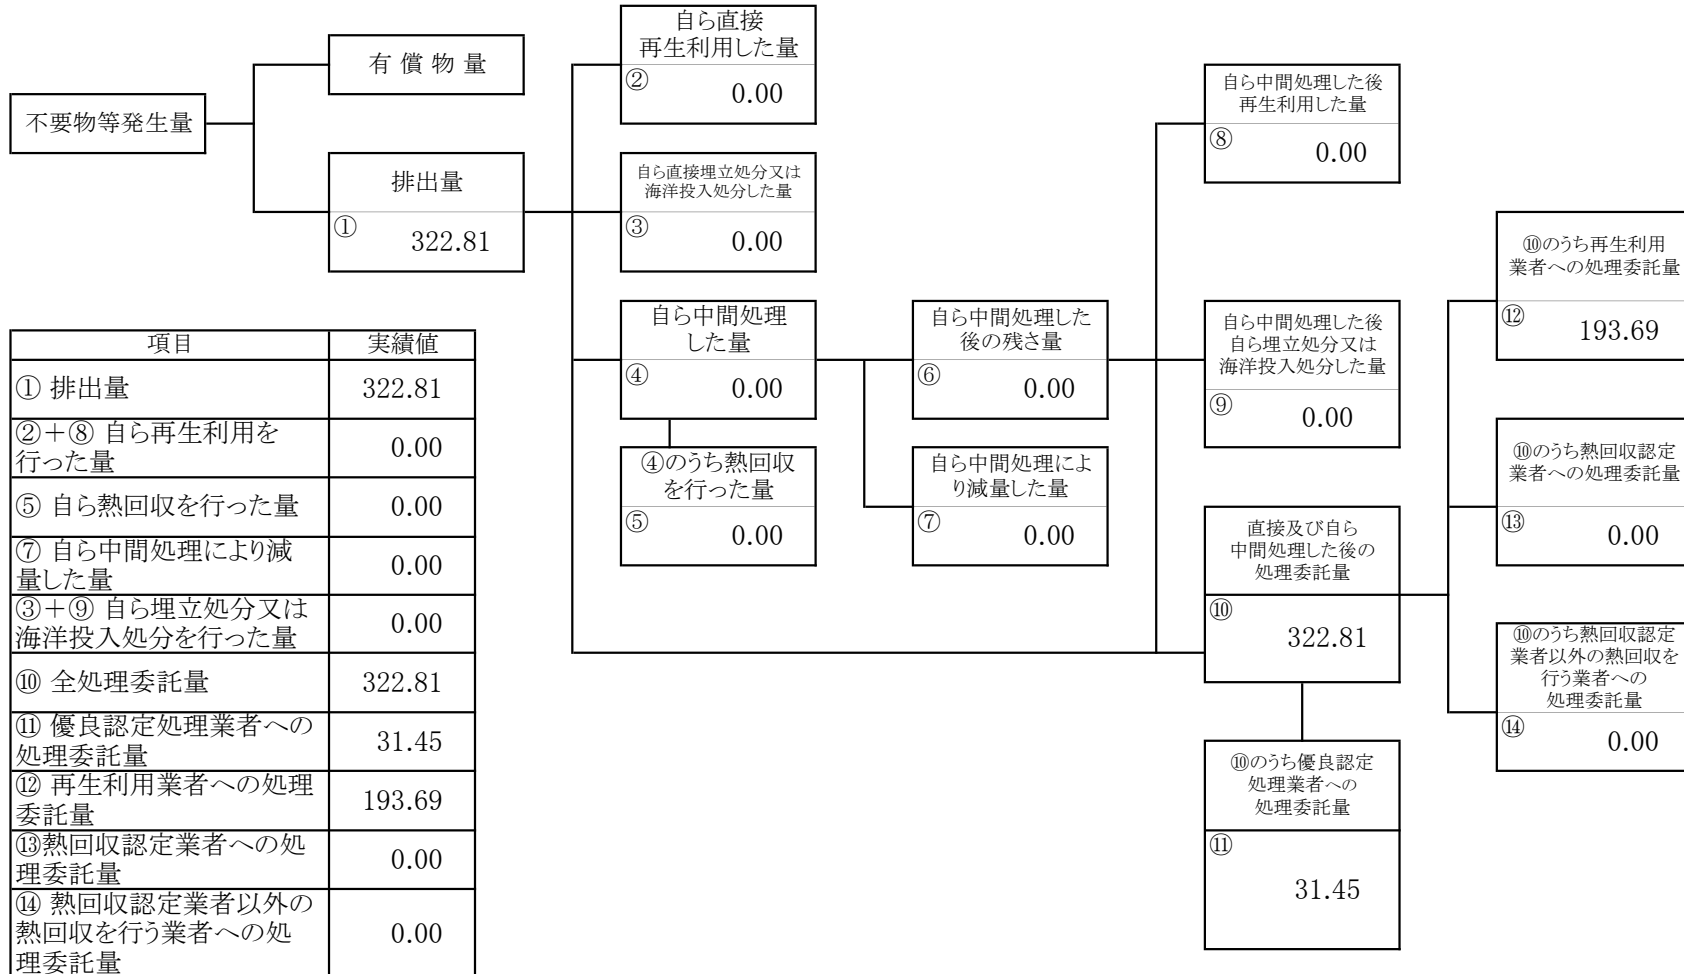 不要物等発生量
有 償 物 量
排出量
①
322.81
自ら直接
再生利用した量
②
0.00
自ら直接埋立処分又は
海洋投入処分した量
③
0.00
自ら中間処理
した量
④
0.00
④のうち熱回収
を行った量
⑤
0.00
自ら中間処理した
後の残さ量
⑥
0.00
自ら中間処理によ
り減量した量
⑦
0.00
自ら中間処理した後
再生利用した量
⑧
0.00
自ら中間処理した後
自ら埋立処分又は
海洋投入処分した量
⑨
0.00
直接及び自ら
中間処理した後の
処理委託量
⑩
322.81
⑩のうち優良認定
処理業者への
処理委託量
⑪
31.45
⑩のうち再生利用
業者への処理委託量
⑫
193.69
⑩のうち熱回収認定
業者への処理委託量
⑬
0.00
⑩のうち熱回収認定
業者以外の熱回収を
行う業者への
処理委託量
⑭
0.00
項目 実績値
① 排出量 322.81
②＋⑧ 自ら再生利用を
行った量 0.00
⑤ 自ら熱回収を行った量 0.00
⑦ 自ら中間処理により減
量した量 0.00
③＋⑨ 自ら埋立処分又は
海洋投入処分を行った量 0.00
⑩ 全処理委託量 322.81
⑪ 優良認定処理業者への
処理委託量 31.45
⑫ 再生利用業者への処理
委託量 193.69
⑬熱回収認定業者への処
理委託量 0.00
⑭ 熱回収認定業者以外の
熱回収を行う業者への処 0.00
理委託量